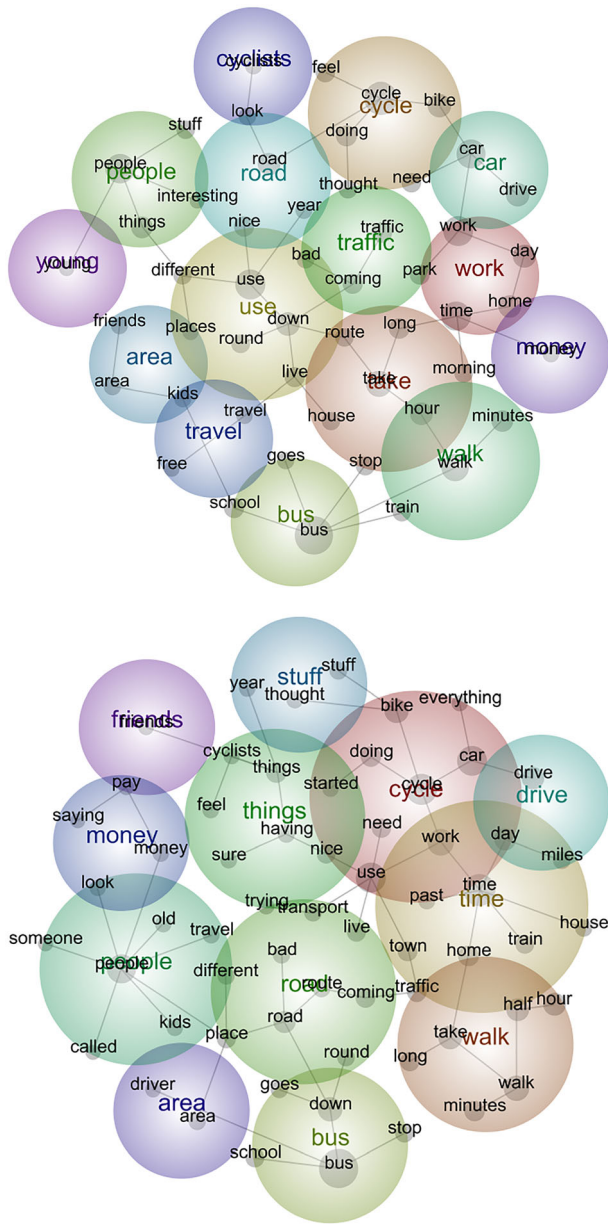 cyclists
cyclists
feel
cycle
cycle
bike
look
stuff
doing
people
people
road
road
car
car
interesting
thought
need
drive
year
things
nice
traffic
traffic
work
day
young
young
different
use
use
bad
coming
park
work
home
friends
places
round
down
route
long
time
money
money
area
area
kids
live
take
take
morning
travel
travel
house
hour
minutes
free
goes
stop
walk
walk
school
bus
bus
train
stuff
stuff
year
thought
bike
everything
friends
friends
cyclists
things
doing
car
pay
started
cycle
cycle
drive
drive
saying
feel
things
need
money
money
having
work
day
miles
look
sure
nice
use
time
time
past
old
trying
transport
house
someone
travel
live
train
people
people
bad
town
home
different
road
route
coming
traffic
kids
place
road
half
hour
called
round
long
take
walk
driver
goes
walk
area
area
down
minutes
school
bus
bus
stop